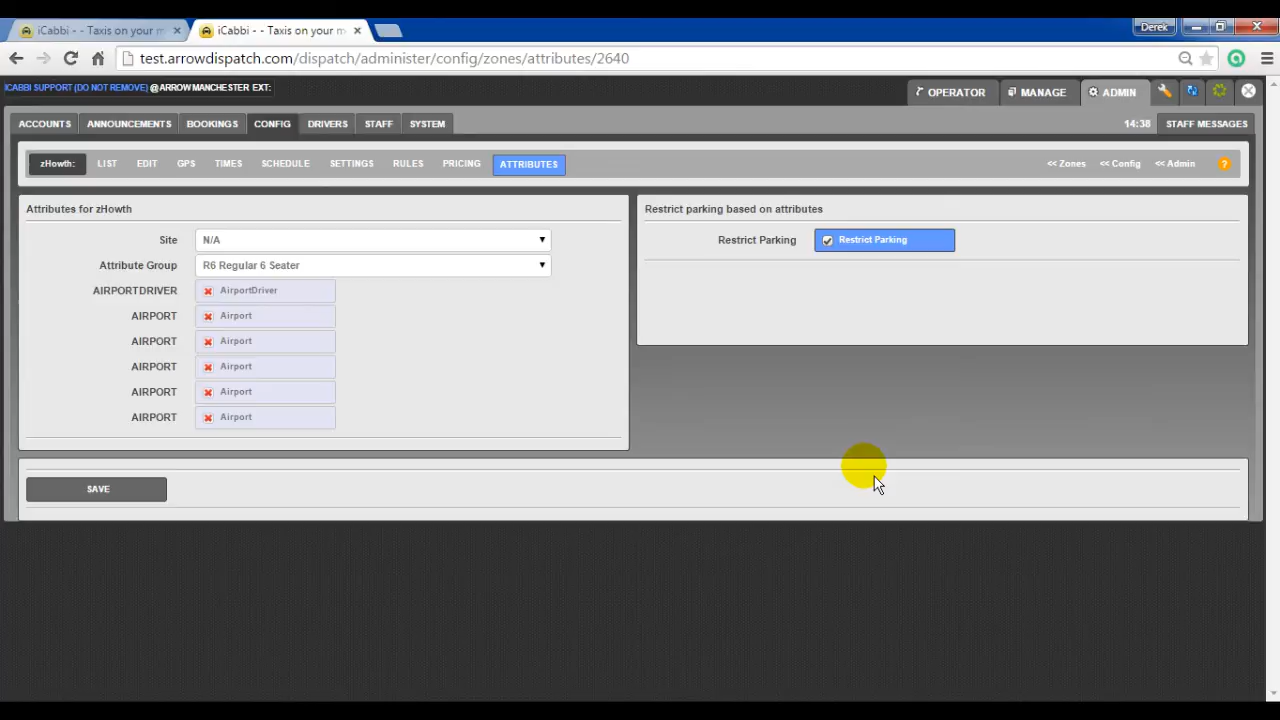 iCabbi - - Taxis on your m
iCabbi - - Taxis on your m
Derek
test.arrowdispatch.com/dispatch/administer/config/zones/attributes/2640
ICABBI SUPPORT (DO NOT REMOVE) @ARROWMANCHESTER EXT:
OPERATOR
MANAGE
ADMIN
ACCOUNTS
ANNOUNCEMENTS
BOOKINGS
CONFIG
DRIVERS
STAFF
SYSTEM
14:38
STAFF MESSAGES
zHowth:
LIST
EDIT
GPS
TIMES
SCHEDULE
SETTINGS
RULES
PRICING
ATTRIBUTES
<< Zones
<< Config
<< Admin
?
Attributes for zHowth
Site
N/A
Attribute Group
R6 Regular 6 Seater
AIRPORTDRIVER
AirportDriver
AIRPORT
Airport
AIRPORT
Airport
AIRPORT
Airport
AIRPORT
Airport
AIRPORT
Airport
Restrict parking based on attributes
Restrict Parking
Restrict Parking
SAVE